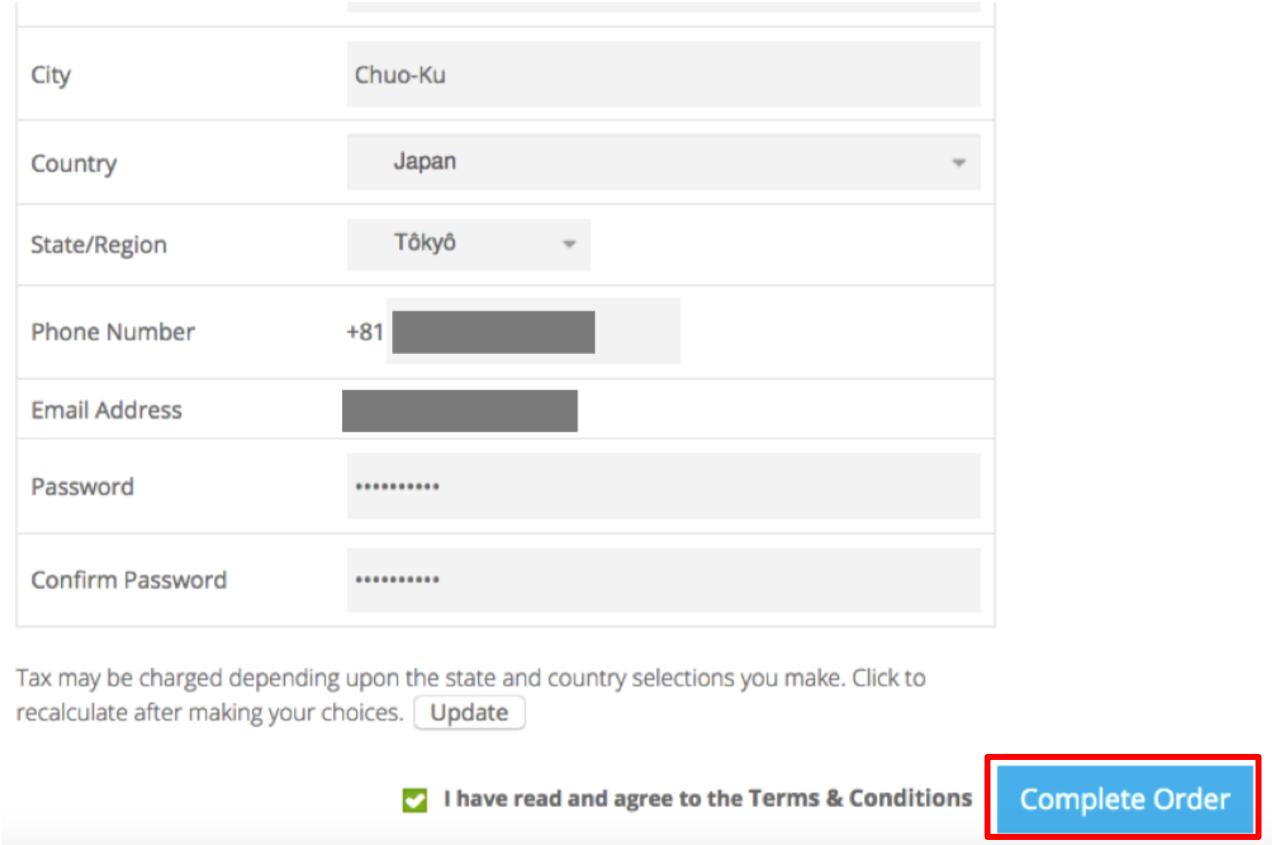 City Chuo-Ku
Country Japan
State/Region Tôkyô
Phone Number +81
Email Address
Password ••••••••••
Confirm Password ••••••••••
Tax may be charged depending upon the state and country selections you make. Click to
recalculate after making your choices. Update
I have read and agree to the Terms & Conditions Complete Order